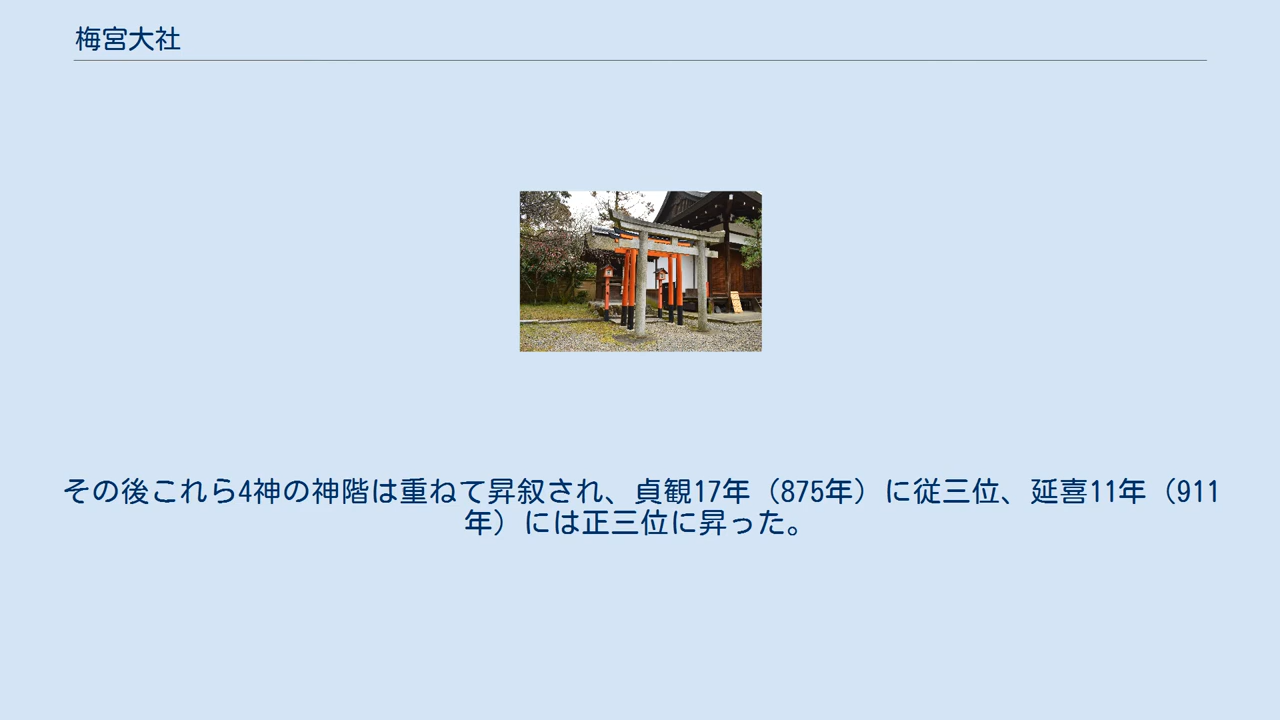 梅宮大社
その後これら4神の神階は重ねて昇叙され、貞観17年（875年）に従三位、延喜11年（911
年）には正三位に昇った。